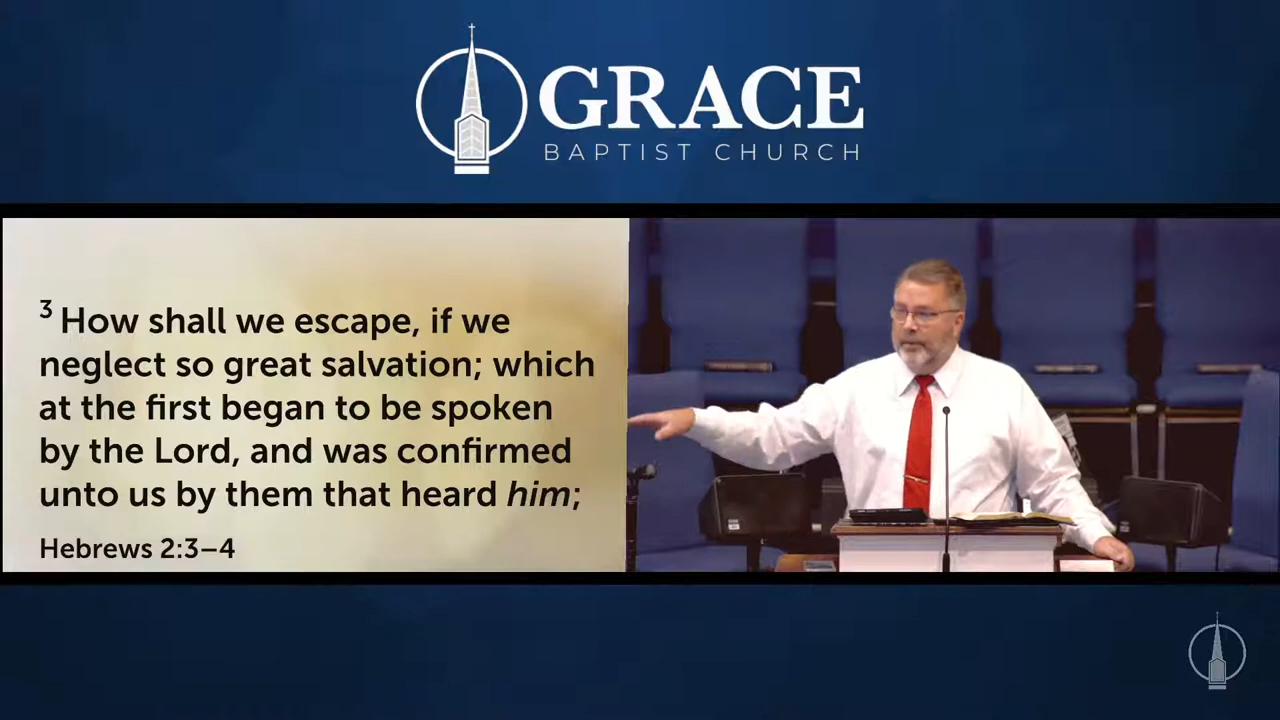 GRACE
BAPTIST CHURCH
3 How shall we escape, if we
neglect so great salvation; which
at the first began to be spoken
by the Lord, and was confirmed
unto us by them that heard him;
Hebrews 2:3–4